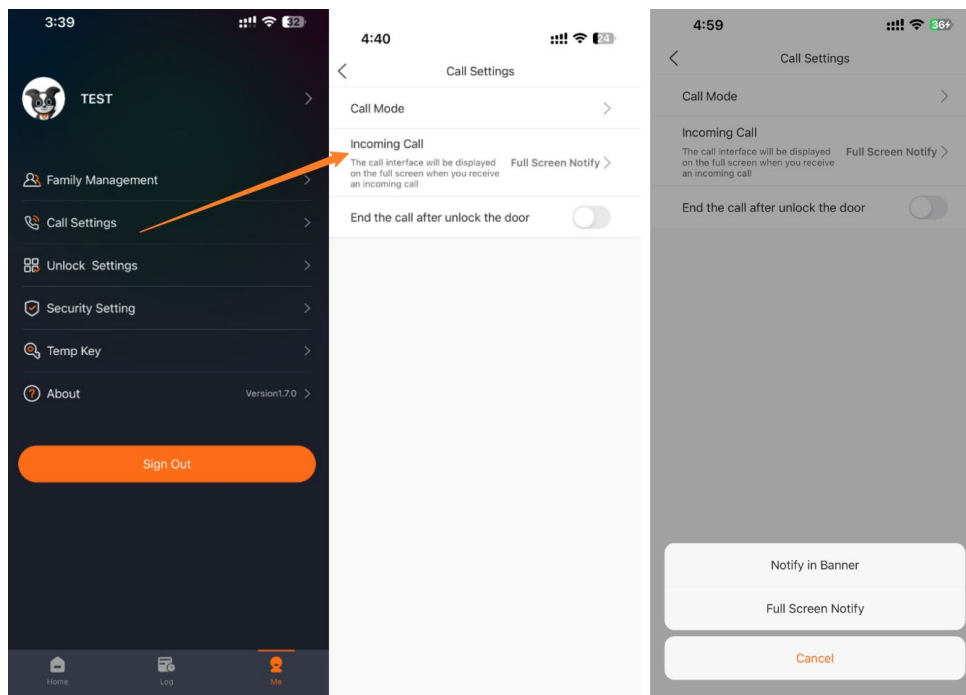 3:39
32
TEST
Family Management
Call Settings
Unlock Settings
Security Setting
Temp Key
About
Version1.7.0
Sign Out
Home
Log
Me
4:40
24
Call Settings
Call Mode
Incoming Call
The call interface will be displayed
on the full screen when you receive
an incoming call
Full Screen Notify
End the call after unlock the door
4:59
36
Call Settings
Call Mode
Incoming Call
The call interface will be displayed
on the full screen when you receive
an incoming call
Full Screen Notify
End the call after unlock the door
Notify in Banner
Full Screen Notify
Cancel